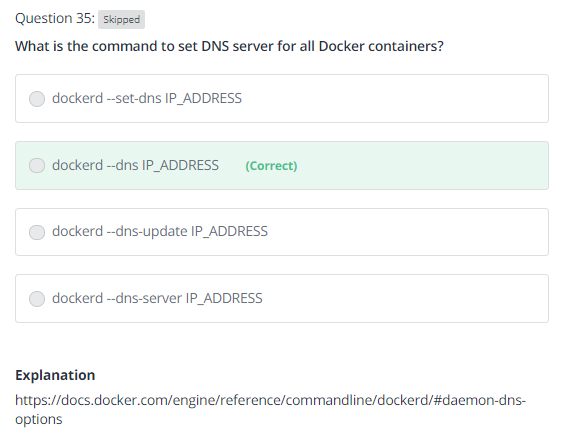 Question 35: Skipped
What is the command to set DNS server for all Docker containers?
dockerd --set-dns IP_ADDRESS
dockerd --dns IP_ADDRESS (Correct)
dockerd --dns-update IP_ADDRESS
dockerd --dns-server IP_ADDRESS
Explanation
https://docs.docker.com/engine/reference/commandline/dockerd/#daemon-dns-
options